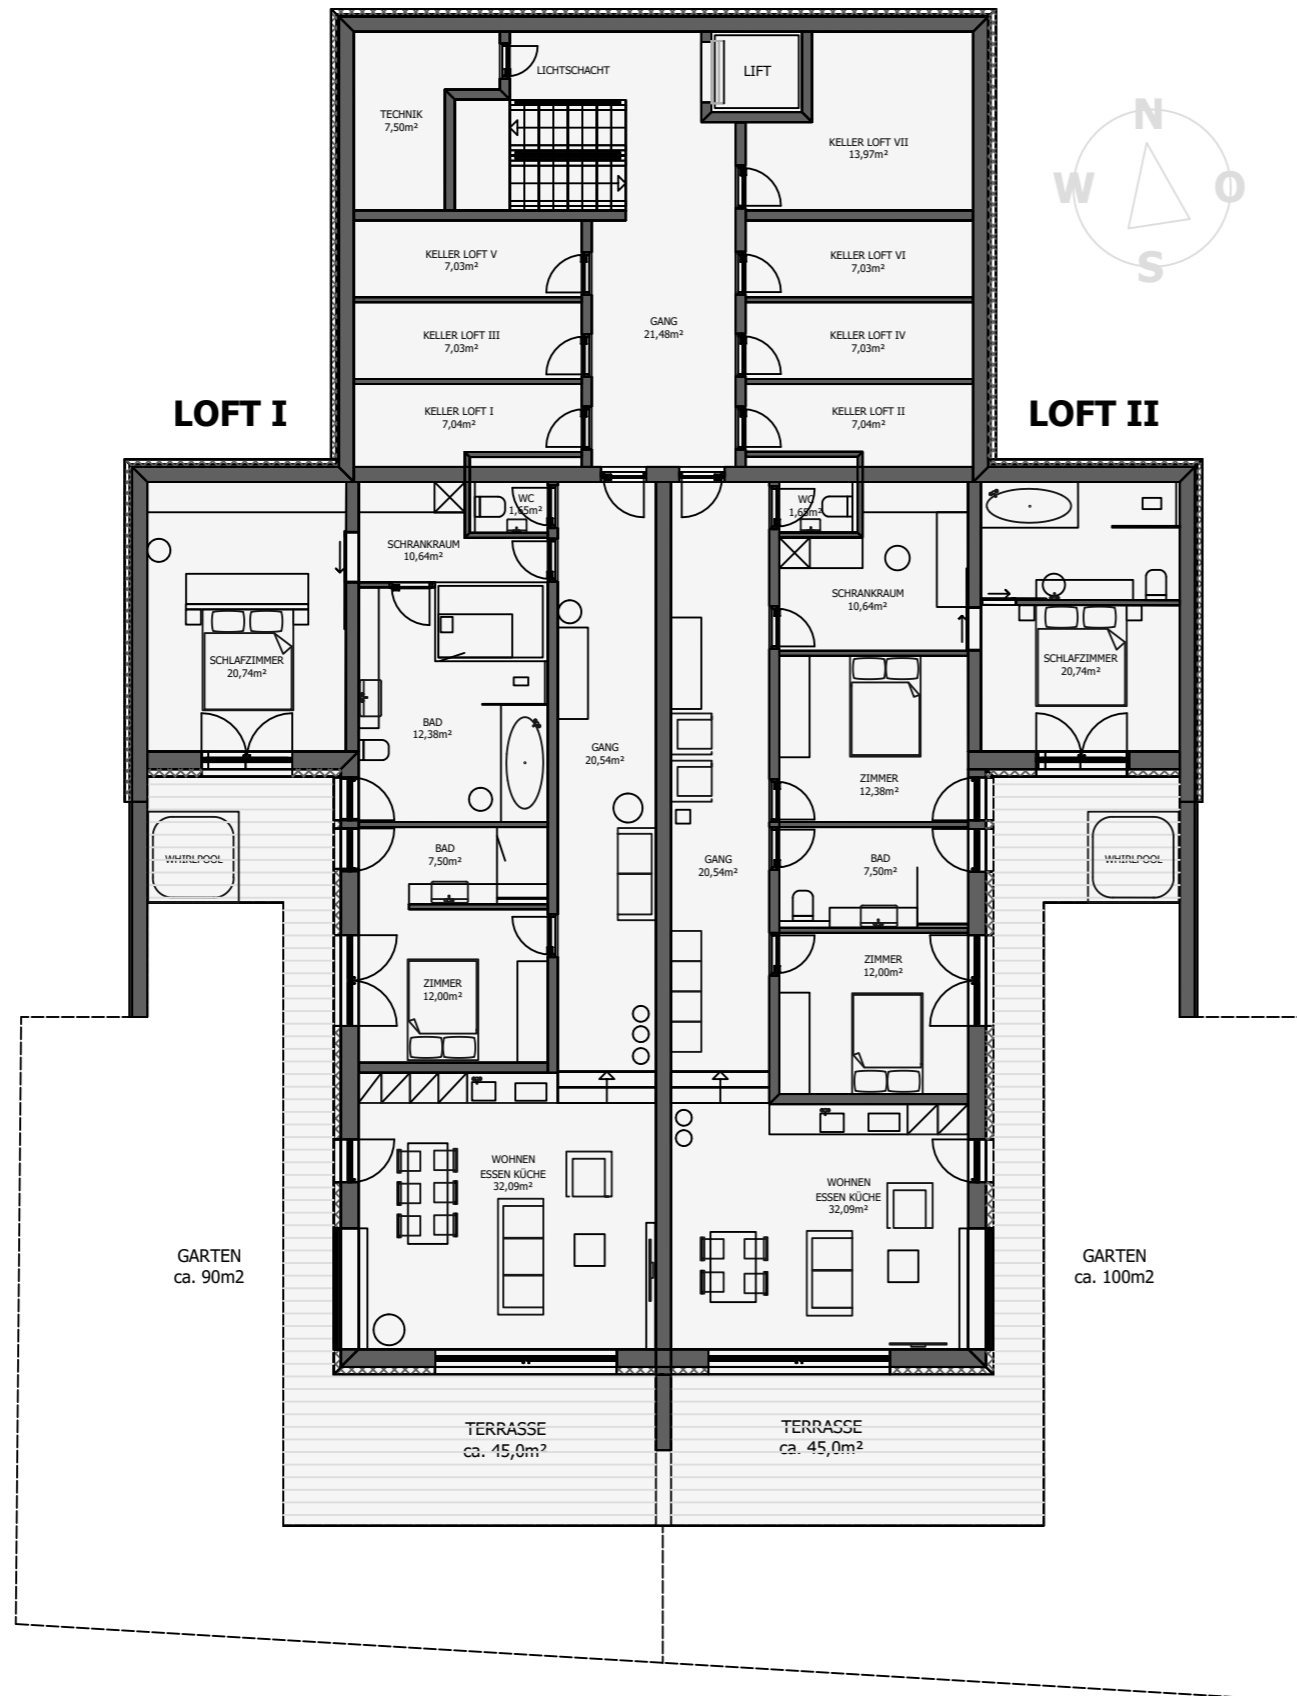 LICHTSCHACHT
LIFT
TECHNIK
7,50m²
KELLER LOFT VII
13,97m²
N
W
O
S
KELLER LOFT V
7,03m²
KELLER LOFT VI
7,03m²
GANG
21,48m²
KELLER LOFT III
7,03m²
KELLER LOFT IV
7,03m²
LOFT I
KELLER LOFT I
7,04m²
KELLER LOFT II
7,04m²
LOFT II
WC
1,65m²
WC
1,65m²
SCHRANKRAUM
10,64m²
SCHRANKRAUM
10,64m²
SCHLAFZIMMER
20,74m²
SCHLAFZIMMER
20,74m²
BAD
12,38m²
GANG
20,54m²
ZIMMER
12,38m²
WHIRLPOOL
BAD
7,50m²
GANG
20,54m²
BAD
7,50m²
WHIRLPOOL
ZIMMER
12,00m²
ZIMMER
12,00m²
WOHNEN
ESSEN KÜCHE
32,09m²
WOHNEN
ESSEN KÜCHE
32,09m²
GARTEN
ca. 90m2
GARTEN
ca. 100m2
TERRASSE
ca. 45,0m²
TERRASSE
ca. 45,0m²